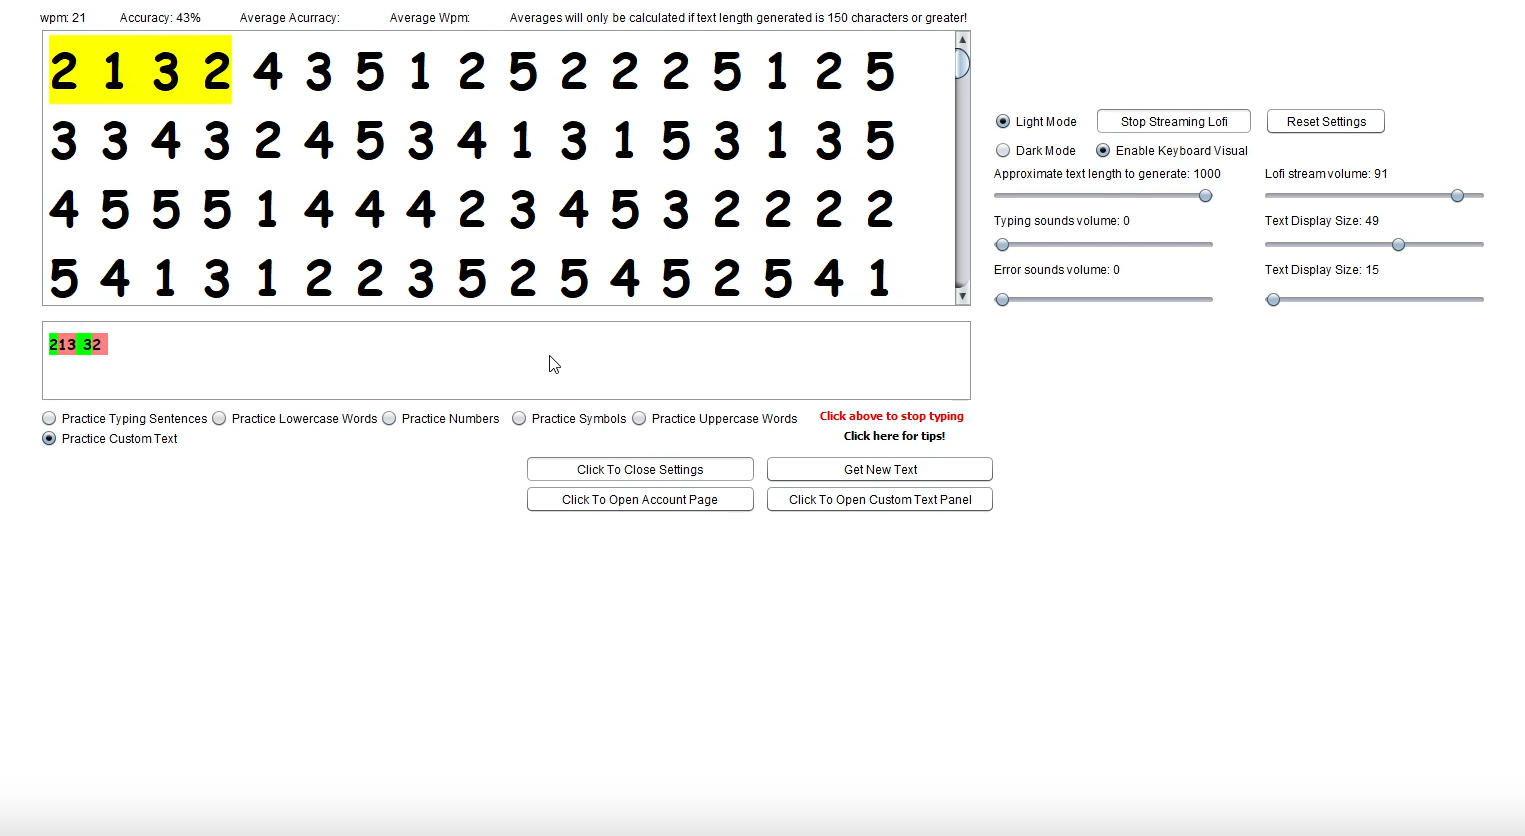 wpm: 21 Accuracy: 43% Average Acurracy: Average Wpm: Averages will only be calculated if text length generated is 150 characters or greater!
2 1 3 2 4 3 5 1 2 5 2 2 2 5 1 2 5
3 3 4 3 2 4 5 3 4 1 3 1 5 3 1 3 5
4 5 5 5 1 4 4 4 2 3 4 5 3 2 2 2 2
5 4 1 3 1 2 2 3 5 2 5 4 5 2 5 4 1
213 32
Practice Typing Sentences Practice Lowercase Words Practice Numbers Practice Symbols Practice Uppercase Words
Practice Custom Text
Click above to stop typing
Click here for tips!
Click To Close Settings Get New Text
Click To Open Account Page Click To Open Custom Text Panel
Light Mode Stop Streaming Lofi Reset Settings
Dark Mode Enable Keyboard Visual
Approximate text length to generate: 1000 Lofi stream volume: 91
Typing sounds volume: 0 Text Display Size: 49
Error sounds volume: 0 Text Display Size: 15